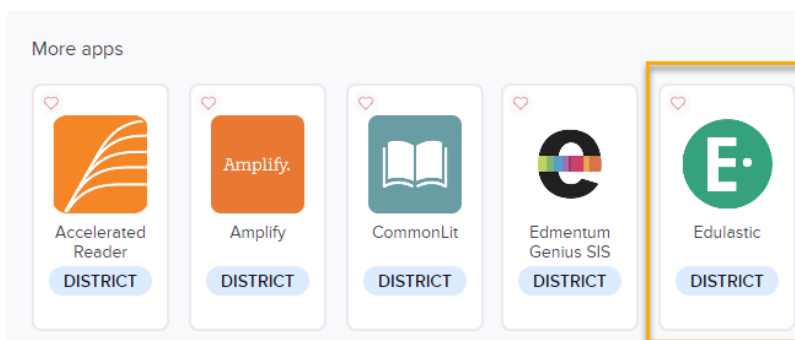 More apps
Amplify.
E
Accelerated
Reader
DISTRICT
Amplify
DISTRICT
CommonLit
DISTRICT
e
Edmentum
Genius SIS
DISTRICT
Edulastic
DISTRICT